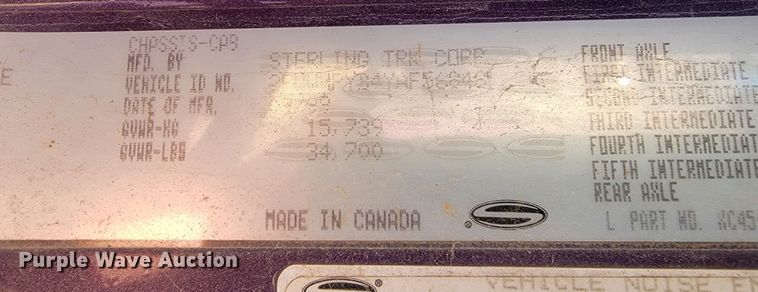 CHASSIS-CAB
MFD. BY STERLING TRK CORP
VEHICLE ID NO.
DATE OF MFR.
GVWR-KG 15,739
GVWR-LBS 34,700
MADE IN CANADA
FRONT AXLE
FIRST INTERMEDIATE
SECOND INTERMEDIATE
THIRD INTERMEDIATE
FOURTH INTERMEDIAT
FIFTH INTERMEDIATE
REAR AXLE
L PART NO. XC45
Purple Wave Auction
VEHICLE NOISE